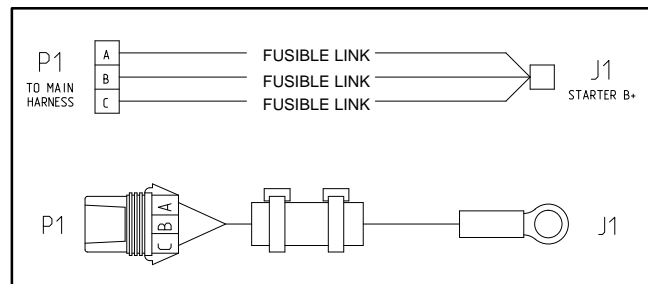 P1
TO MAIN
HARNESS
A
B
C
FUSIBLE LINK
FUSIBLE LINK
FUSIBLE LINK
J1
STARTER B+
P1
A
B
C
J1